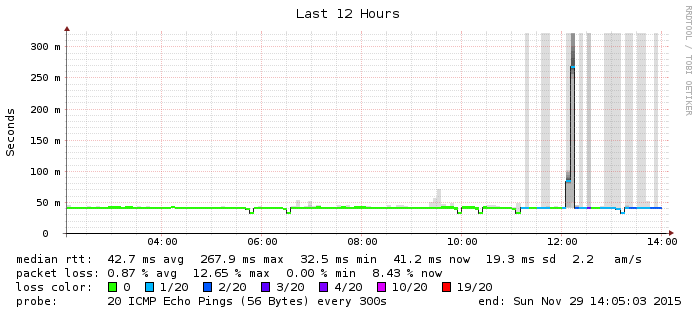 Last 12 Hours
RRDTOOL / TOBI OETIKER
Seconds
300 m
250 m
200 m
150 m
100 m
50 m
0
04:00 06:00 08:00 10:00 12:00 14:00
median rtt: 42.7 ms avg 267.9 ms max 32.5 ms min 41.2 ms now 19.3 ms sd 2.2 am/s
packet loss: 0.87 % avg 12.65 % max 0.00 % min 8.43 % now
loss color: 0 1/20 2/20 3/20 4/20 10/20 19/20
probe: 20 ICMP Echo Pings (56 Bytes) every 300s end: Sun Nov 29 14:05:03 2015